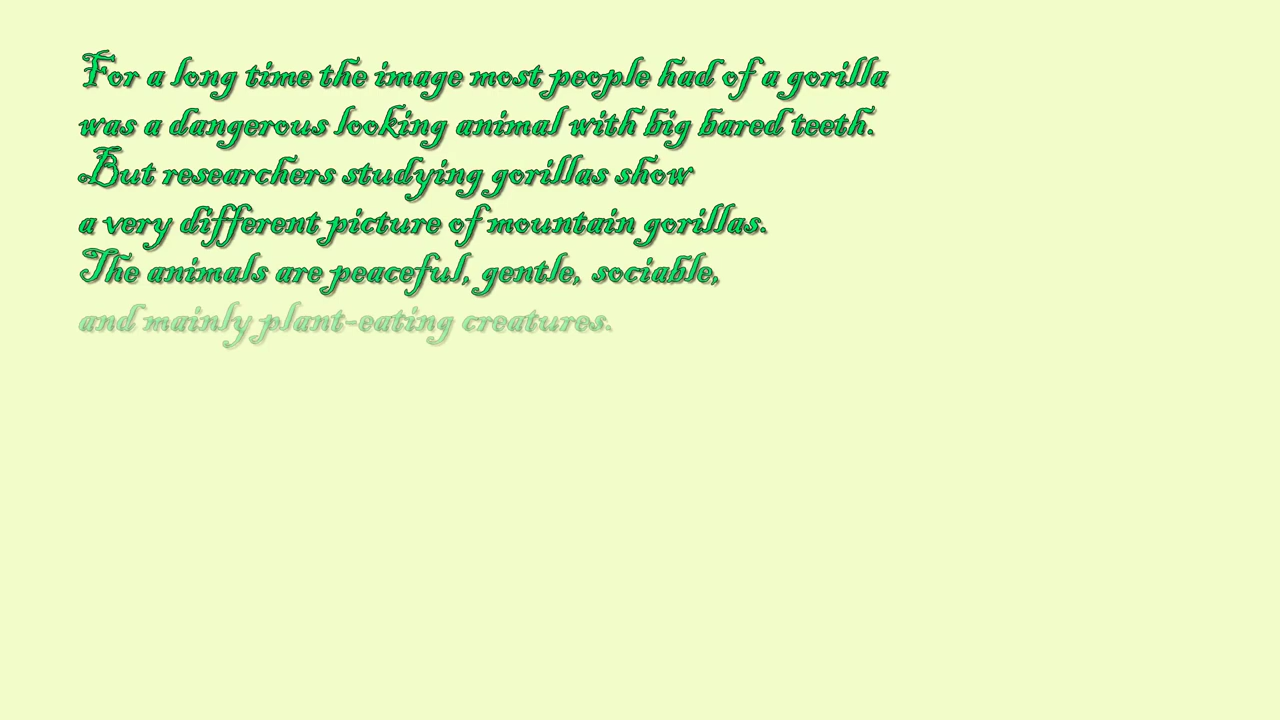 For a long time the image most people had of a gorilla
was a dangerous looking animal with big bared teeth.
But researchers studying gorillas show
a very different picture of mountain gorillas.
The animals are peaceful, gentle, sociable,
and mainly plant-eating creatures.